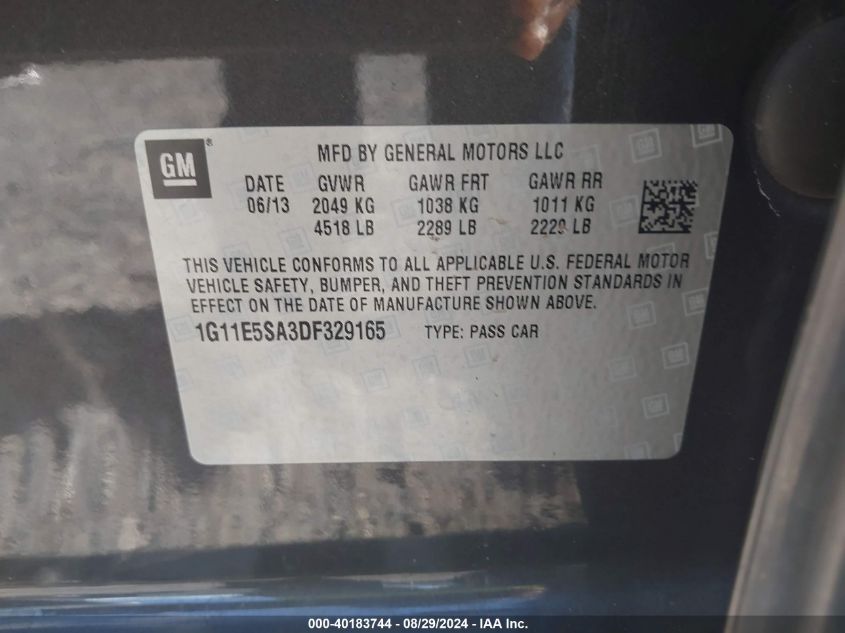 GM ®
MFD BY GENERAL MOTORS LLC
DATE GVWR GAWR FRT GAWR RR
06/13 2049 KG 1038 KG 1011 KG
4518 LB 2289 LB 2229 LB
THIS VEHICLE CONFORMS TO ALL APPLICABLE U.S. FEDERAL MOTOR
VEHICLE SAFETY, BUMPER, AND THEFT PREVENTION STANDARDS IN
EFFECT ON THE DATE OF MANUFACTURE SHOWN ABOVE.
1G11E5SA3DF329165 TYPE: PASS CAR
000-40183744 - 08/29/2024 - IAA Inc.